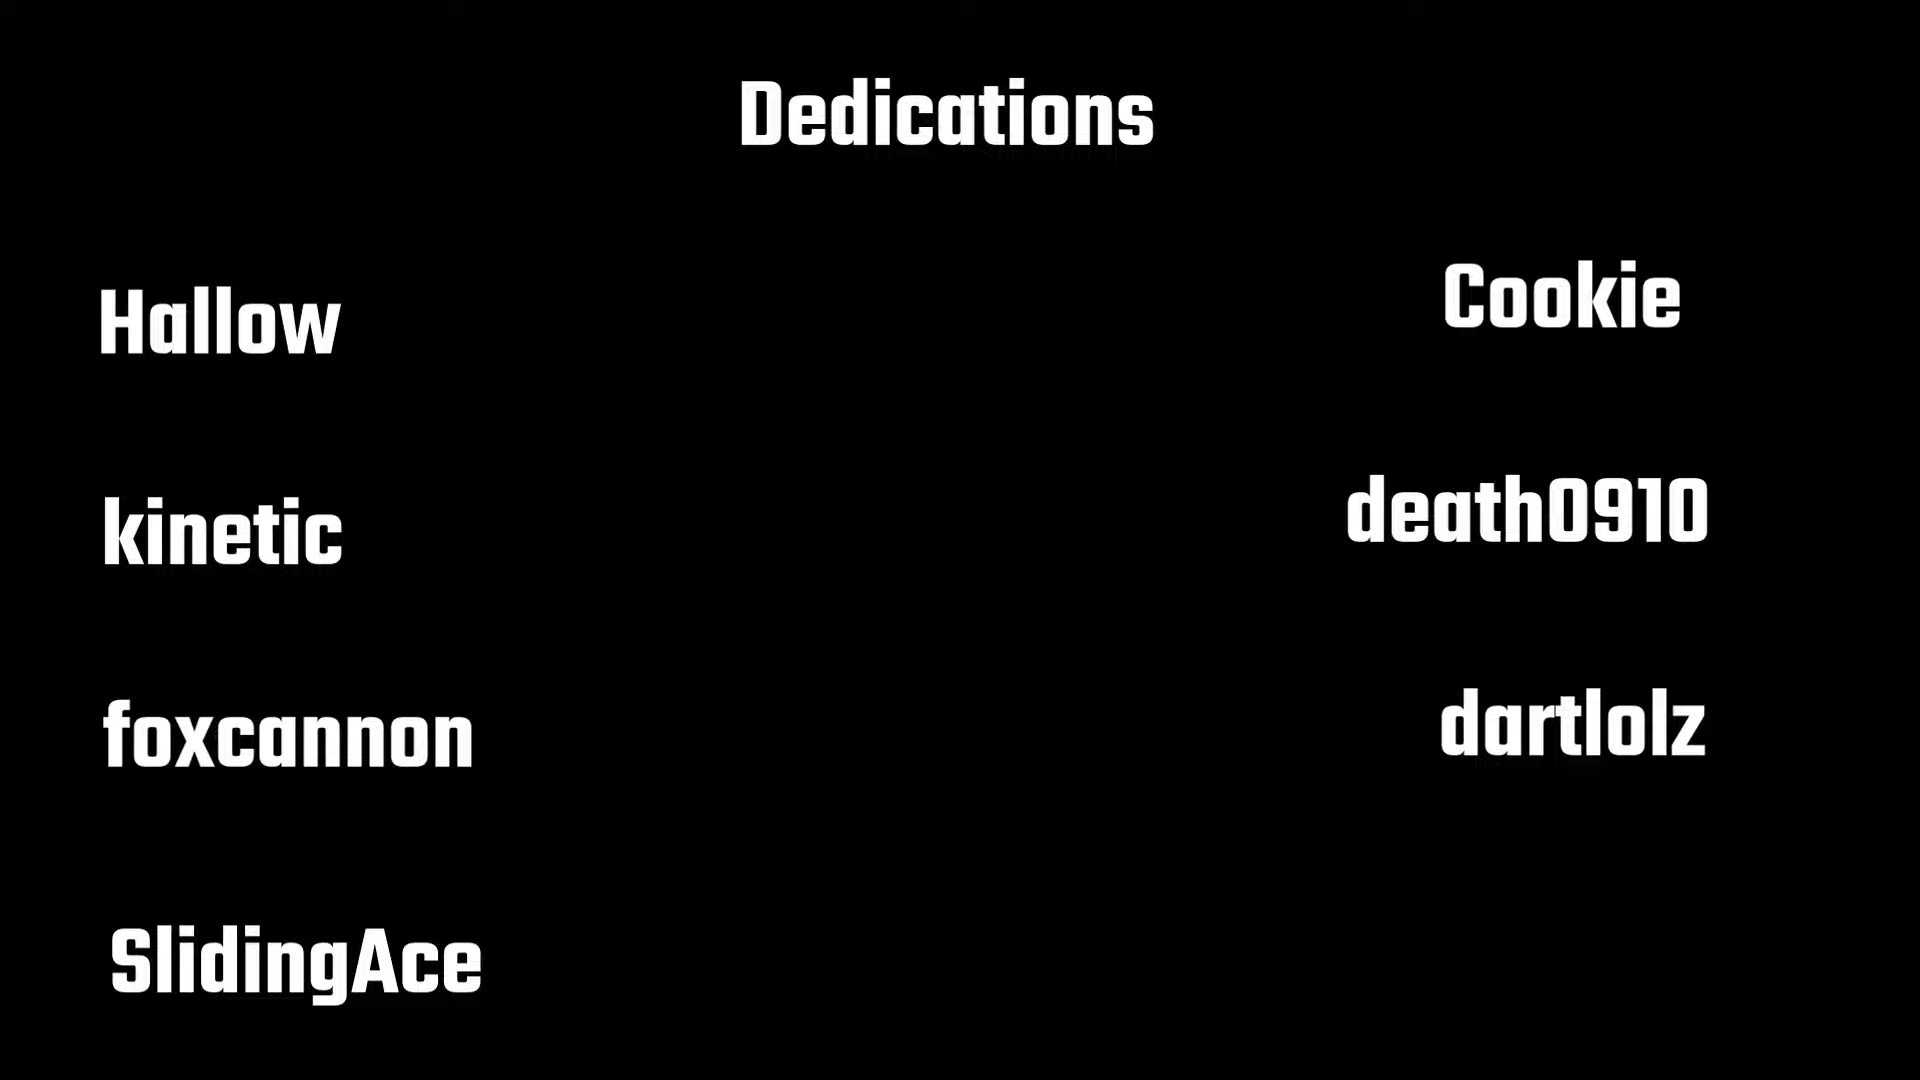 Dedications
Hallow
kinetic
foxcannon
SlidingAce
Cookie
death0910
dartlolz